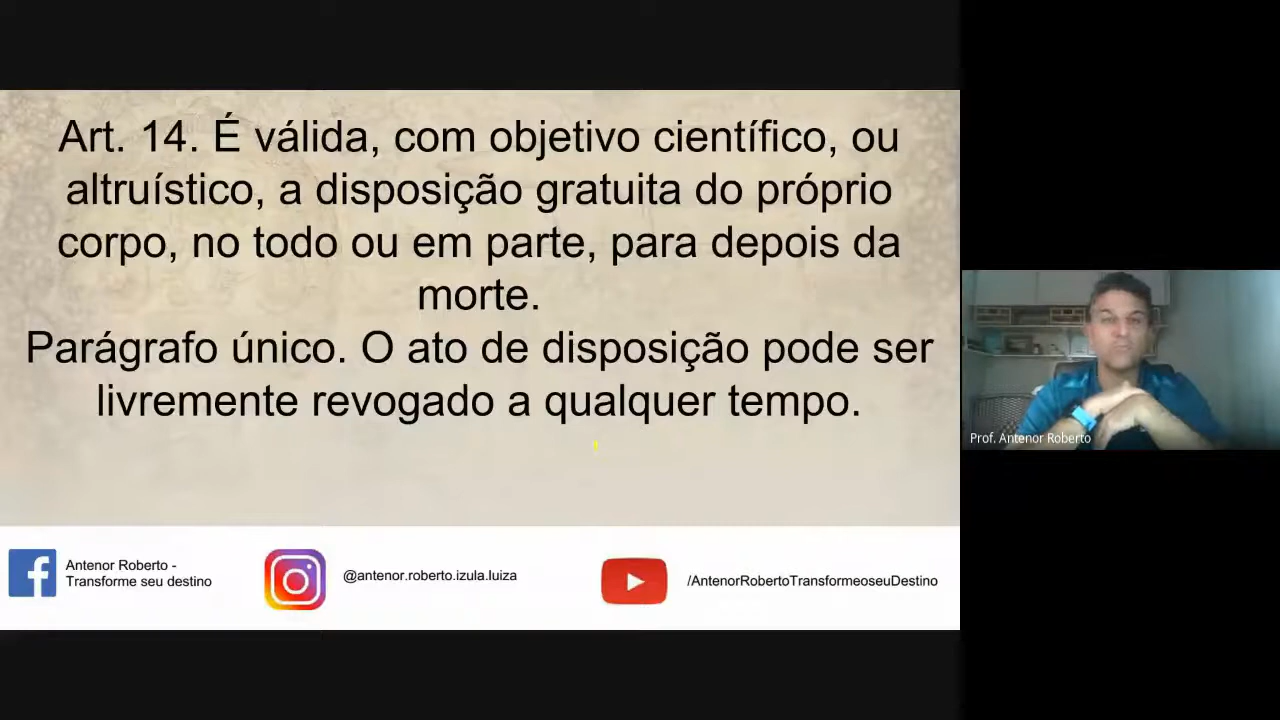 Art. 14. É válida, com objetivo científico, ou
altruístico, a disposição gratuita do próprio
corpo, no todo ou em parte, para depois da
morte.
Parágrafo único. O ato de disposição pode ser
livremente revogado a qualquer tempo.
Prof. Antenor Roberto
Antenor Roberto -
Transforme seu destino
@antenor.roberto.izula.luiza
/AntenorRobertoTransformeoseuDestino